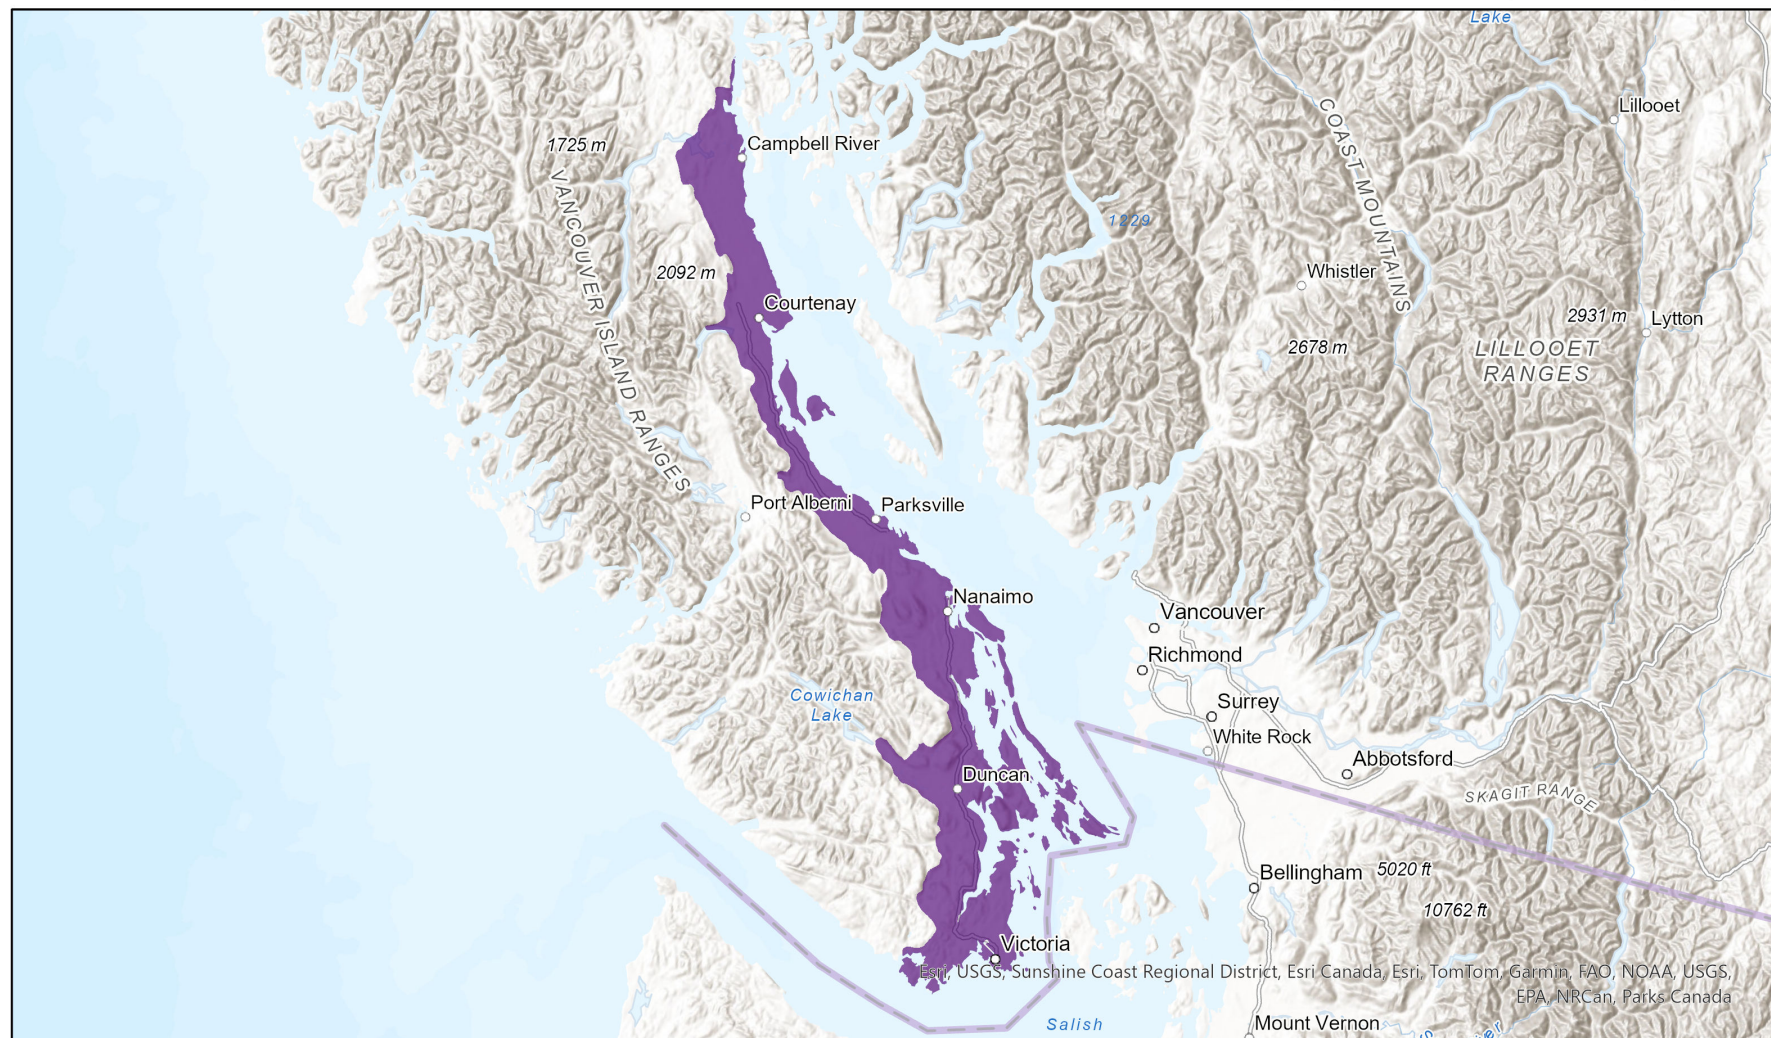 Lake
Lillooet
Campbell River
1725 m
COAST MOUNTAINS
1229
VANCOUVER ISLAND RANGES
2092 m
Whistler
Courtenay
2931 m
Lytton
2678 m
LILLOOET
RANGES
Port Alberni
Parksville
Nanaimo
Vancouver
Richmond
Cowichan
Lake
Surrey
White Rock
Abbotsford
Duncan
SKAGIT RANGE
Bellingham
5020 ft
10762 ft
Victoria
Esri, USGS, Sunshine Coast Regional District, Esri Canada, Esri, TomTom, Garmin, FAO, NOAA, USGS,
EPA, NRCan, Parks Canada
Salish
Mount Vernon